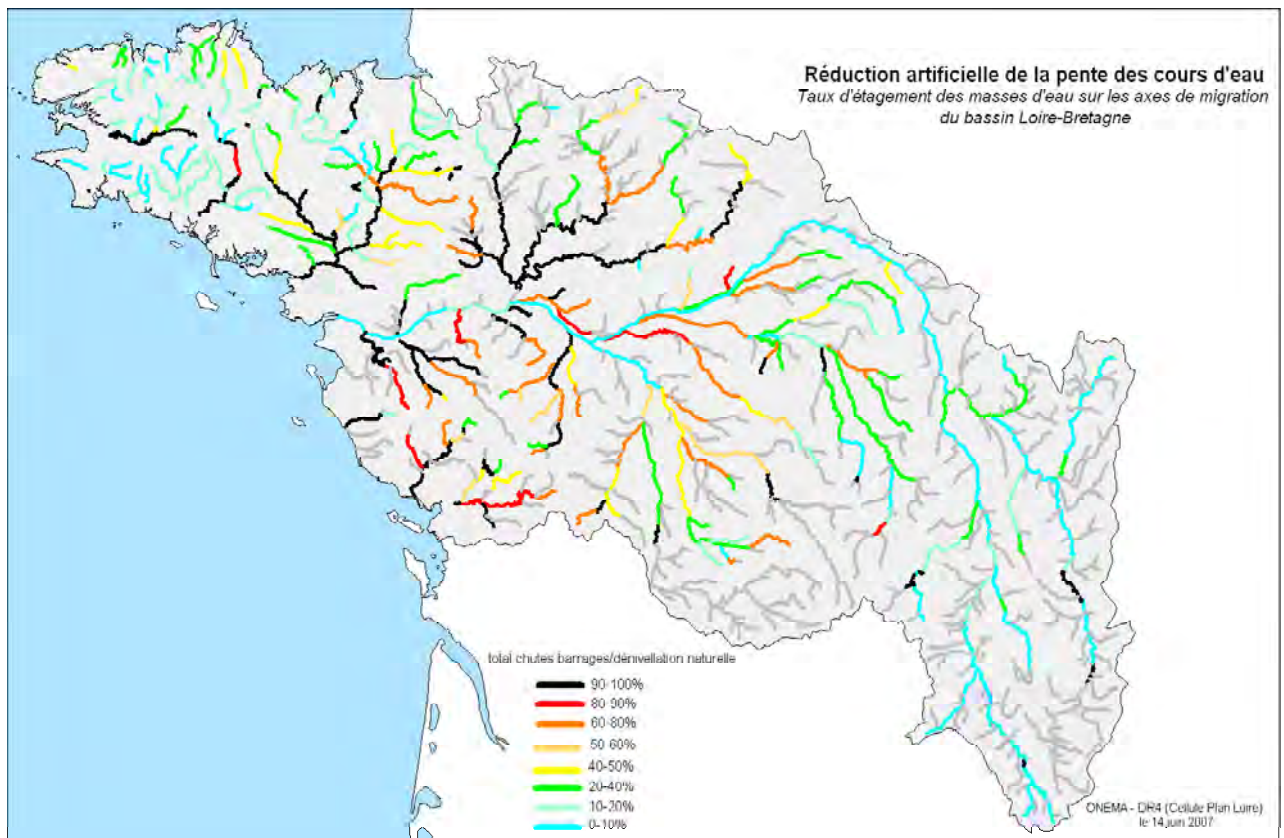 Réduction artificielle de la pente des cours d'eau
Taux d'étagement des masses d'eau sur les axes de migration
du bassin Loire-Bretagne
total chutes barrages/dénivellation naturelle
90-100%
80-90%
60-80%
50-60%
40-50%
20-40%
10-20%
0-10%
ONEMA - DR4 (Cellule Plan Loire)
le 14 juin 2007